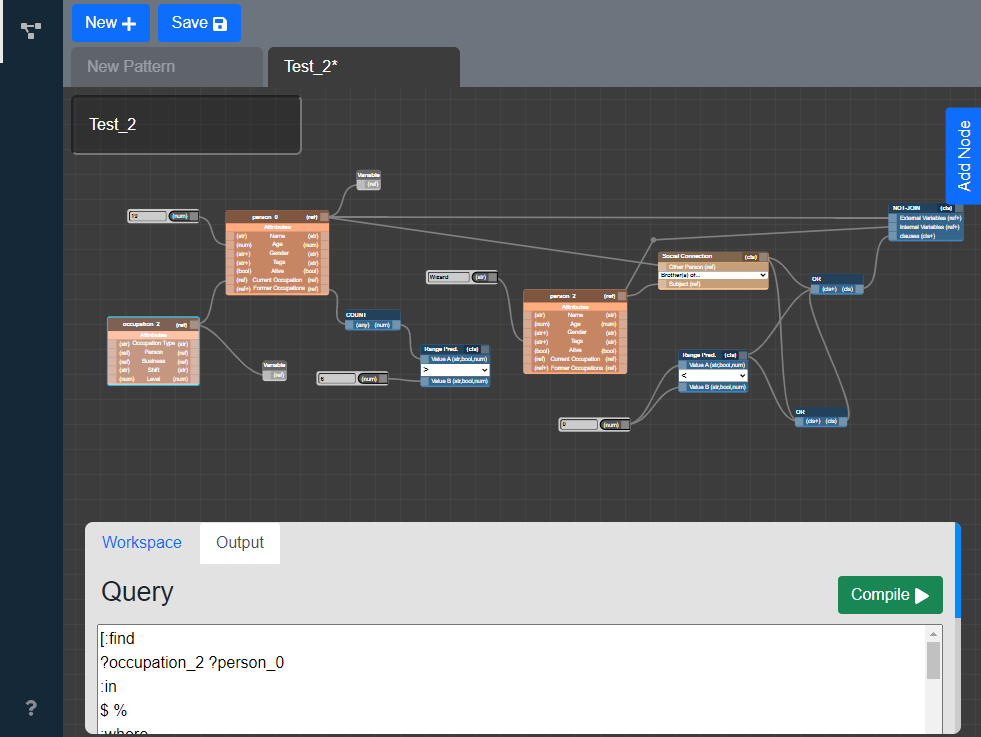 New +
Save
New Pattern
Test_2*
Test_2
Add Node
Variable
(ref)
(num)
person 0 (ref)
Attributes
(str) Name (str)
(num) Age (num)
(str+) Gender (str)
(str+) Tags (str)
(bool) Alive (bool)
(ref) Current Occupation (ref)
(ref+) Former Occupations (ref)
NOT-JOIN (cls)
External Variables (ref+)
Internal Variables (ref+)
clauses (cls+)
Social Connection (cls)
Other Person (ref)
Brother(s) of...
Subject (ref)
Wizard (str)
OR
(cls+) (cls)
person 2 (ref)
Attributes
(str) Name (str)
(num) Age (num)
(str+) Gender (str)
(str+) Tags (str)
(bool) Alive (bool)
(ref) Current Occupation (ref)
(ref+) Former Occupations (ref)
COUNT
(any) (num)
occupation 2 (ref)
Attributes
(str) Occupation Type (str)
(ref) Person (ref)
(ref) Business (ref)
(str) Shift (str)
(num) Level (num)
Range Pred. (cls)
Value A (str,bool,num)
>
Value B (str,bool,num)
Range Pred. (cls)
Value A (str,bool,num)
<
Value B (str,bool,num)
Variable
(ref)
(num)
OR
(cls+) (cls)
(num)
Workspace
Output
Query
Compile
[:find
?occupation_2 ?person_0
:in
$ %
:where
?